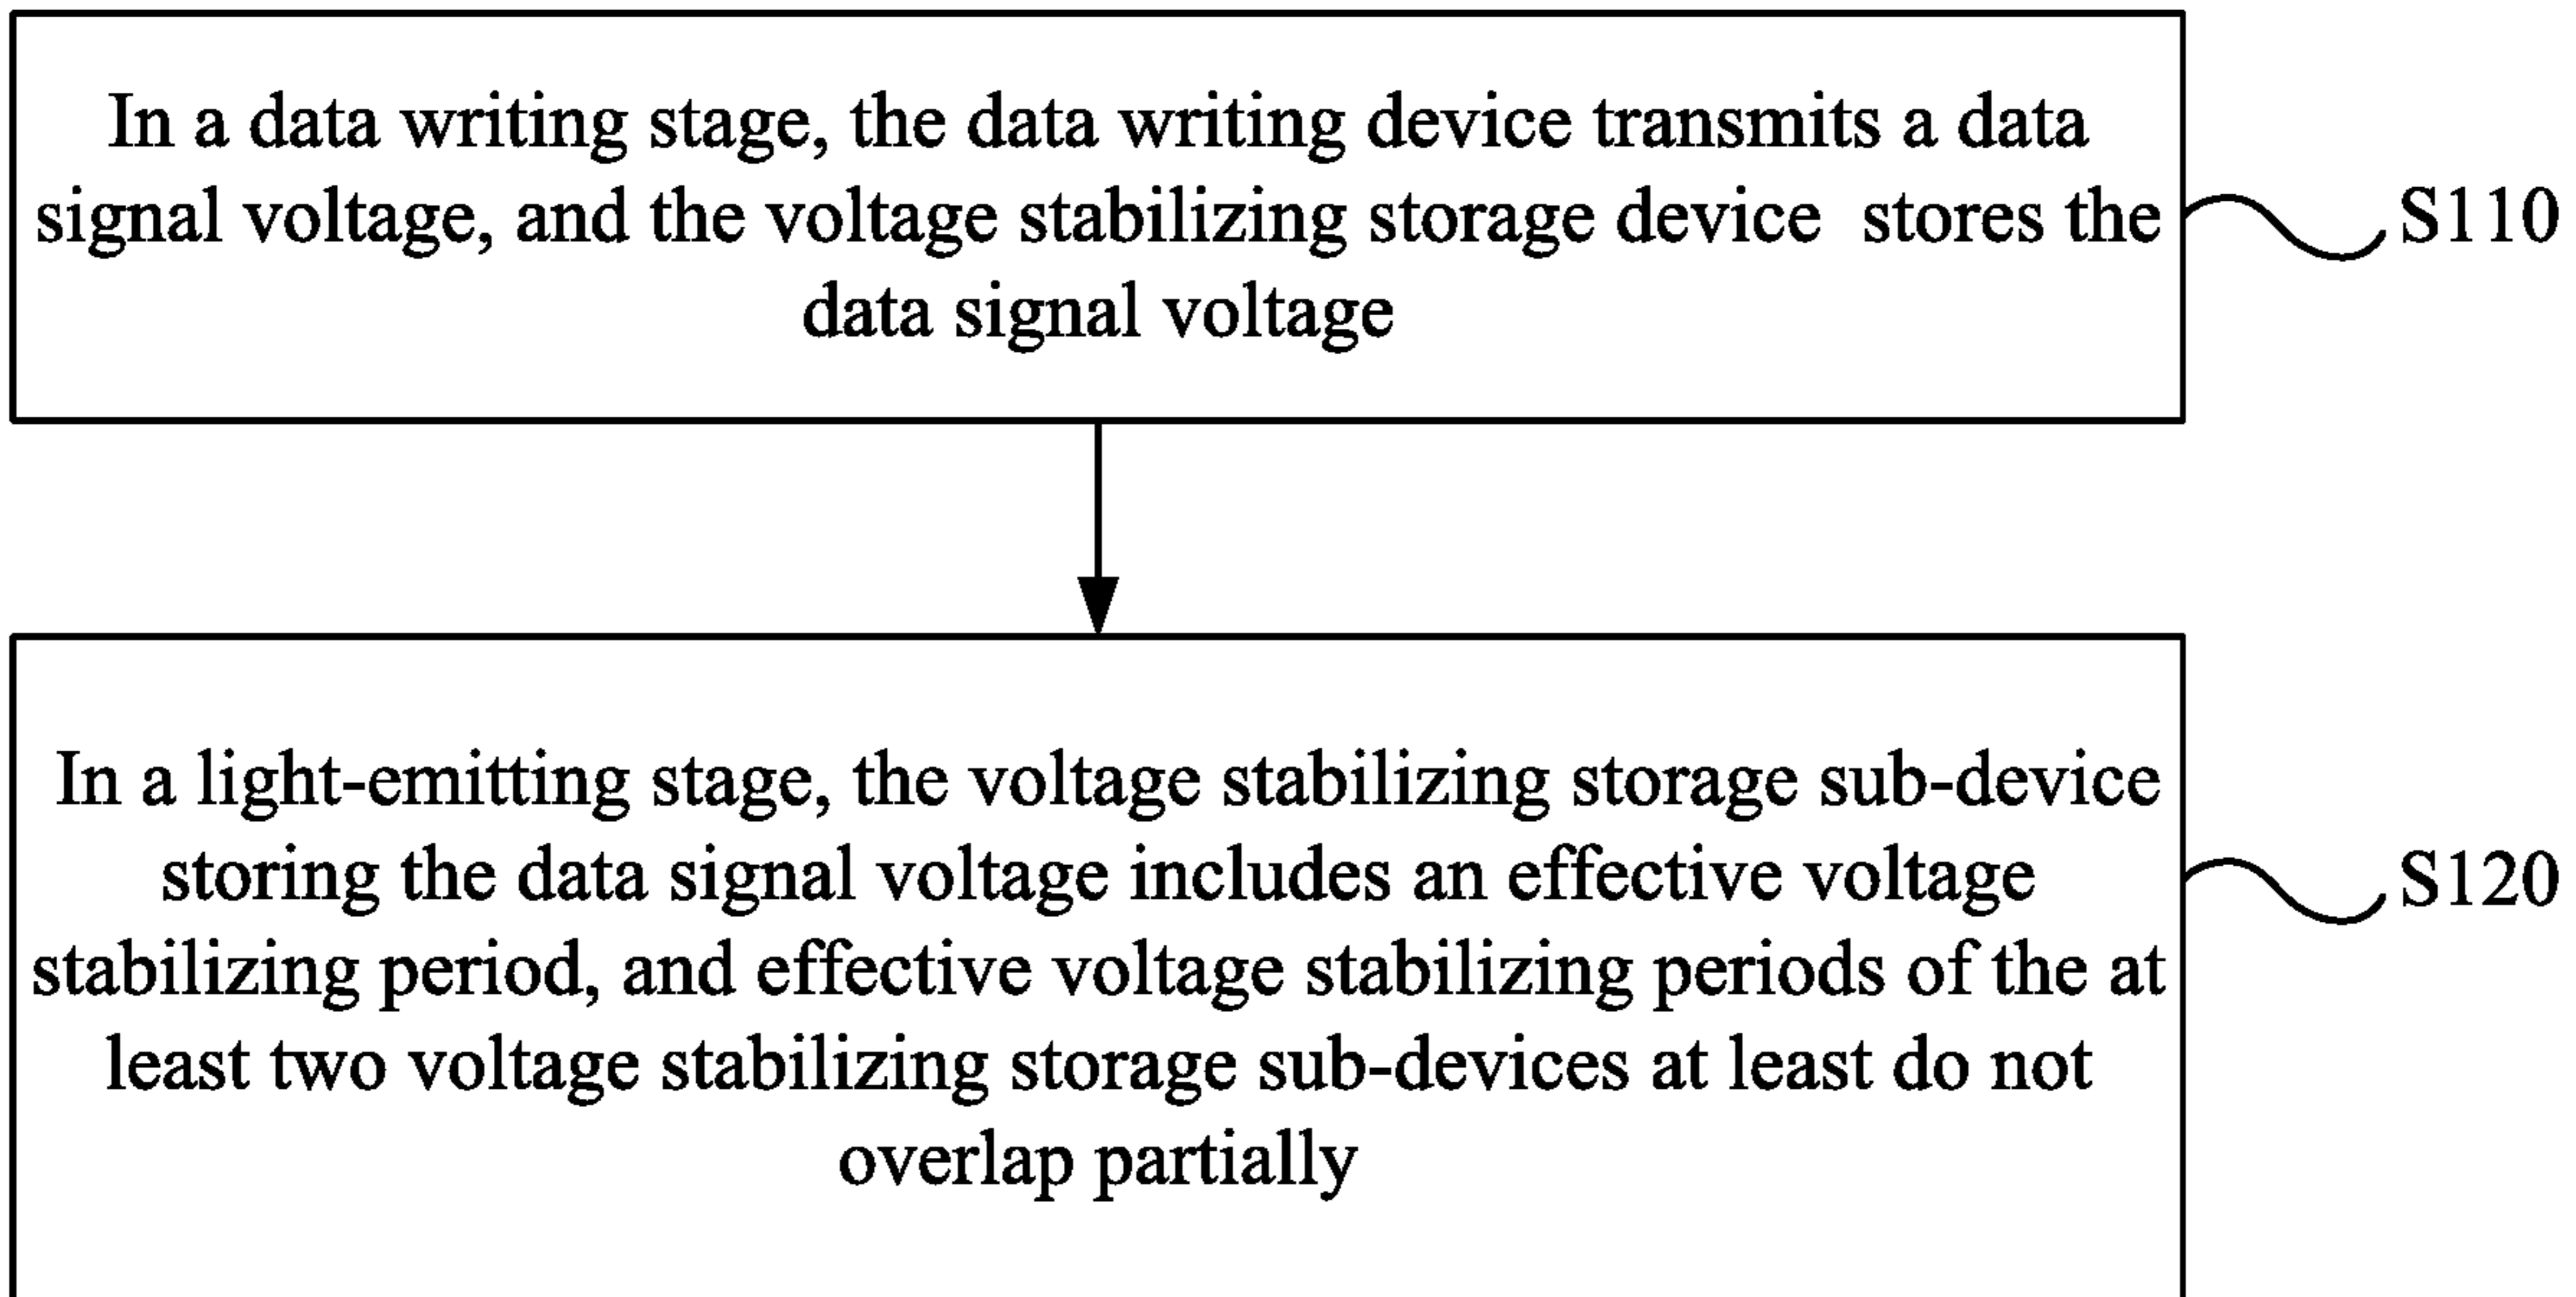 In a data writing stage, the data writing device transmits a data
signal voltage, and the voltage stabilizing storage device  stores the
data signal voltage
S110
In a light-emitting stage, the voltage stabilizing storage sub-device
storing the data signal voltage includes an effective voltage
stabilizing period, and effective voltage stabilizing periods of the at
least two voltage stabilizing storage sub-devices at least do not
overlap partially
S120